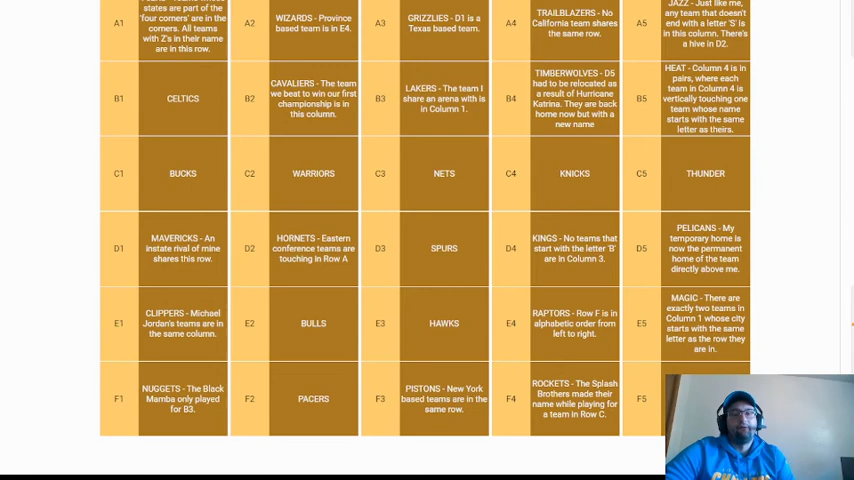 states are part of the
'four corners' are in the
corners. All teams
with Z's in their name
are in this row.
A1
A2
WIZARDS - Province
based team is in E4.
A3
GRIZZLIES - D1 is a
Texas based team.
A4
TRAILBLAZERS - No
California team shares
the same row.
A5
JAZZ - Just like me,
any team that doesn't
end with a letter 'S' is
in this column. There's
a hive in D2.
B1
CELTICS
B2
CAVALIERS - The team
we beat to win our first
championship is in
this column.
B3
LAKERS - The team I
share an arena with is
in Column 1.
B4
TIMBERWOLVES - D5
had to be relocated as
a result of Hurricane
Katrina. They are back
home now but with a
new name
B5
HEAT - Column 4 is in
pairs, where each
team in Column 4 is
vertically touching one
team whose name
starts with the same
letter as theirs.
C1
BUCKS
C2
WARRIORS
C3
NETS
C4
KNICKS
C5
THUNDER
D1
MAVERICKS - An
instate rival of mine
shares this row.
D2
HORNETS - Eastern
conference teams are
touching in Row A
D3
SPURS
D4
KINGS - No teams that
start with the letter 'B'
are in Column 3.
D5
PELICANS - My
temporary home is
now the permanent
home of the team
directly above me.
E1
CLIPPERS - Michael
Jordan's teams are in
the same column.
E2
BULLS
E3
HAWKS
E4
RAPTORS - Row F is in
alphabetic order from
left to right.
E5
MAGIC - There are
exactly two teams in
Column 1 whose city
starts with the same
letter as the row they
are in.
F1
NUGGETS - The Black
Mamba only played
for B3.
F2
PACERS
F3
PISTONS - New York
based teams are in the
same row.
F4
ROCKETS - The Splash
Brothers made their
name while playing for
a team in Row C.
F5